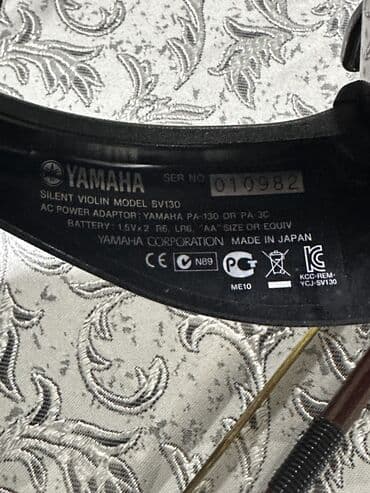 YAMAHA SER NO 010982
SILENT VIOLIN MODEL SV130
AC POWER ADAPTOR: YAMAHA PA-130 OR PA-3C
BATTERY: 1.5V×2 R6, LR6, "AA" SIZE OR EQUIV
YAMAHA CORPORATION MADE IN JAPAN
CE N89 PC
ME10
KCC-REM-
YCJ-SV130